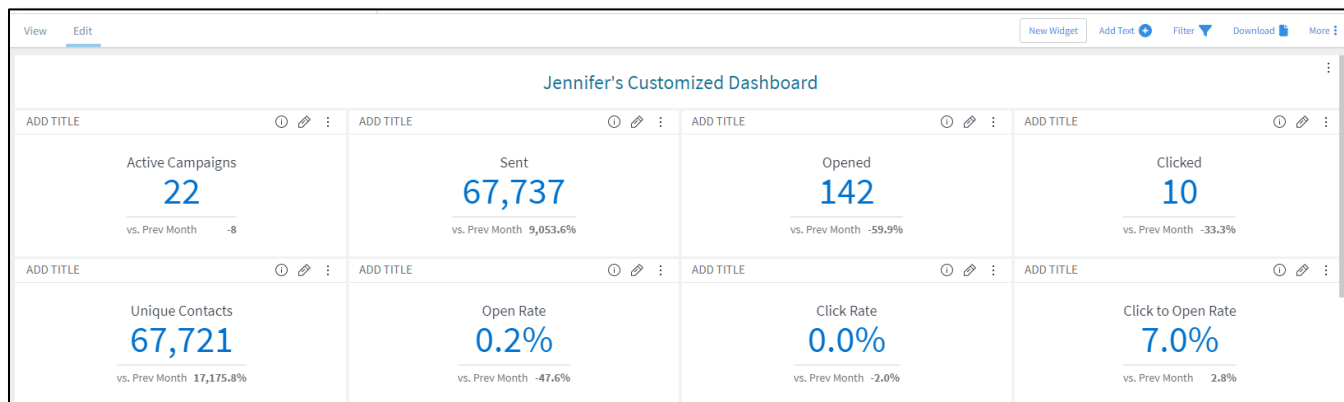 View Edit New Widget Add Text Filter Download More
Jennifer's Customized Dashboard
ADD TITLE ADD TITLE ADD TITLE ADD TITLE
Active Campaigns Sent Opened Clicked
22 67,737 142 10
vs. Prev Month -8 vs. Prev Month 9,053.6% vs. Prev Month -59.9% vs. Prev Month -33.3%
ADD TITLE ADD TITLE ADD TITLE ADD TITLE
Unique Contacts Open Rate Click Rate Click to Open Rate
67,721 0.2% 0.0% 7.0%
vs. Prev Month 17,175.8% vs. Prev Month -47.6% vs. Prev Month -2.0% vs. Prev Month 2.8%